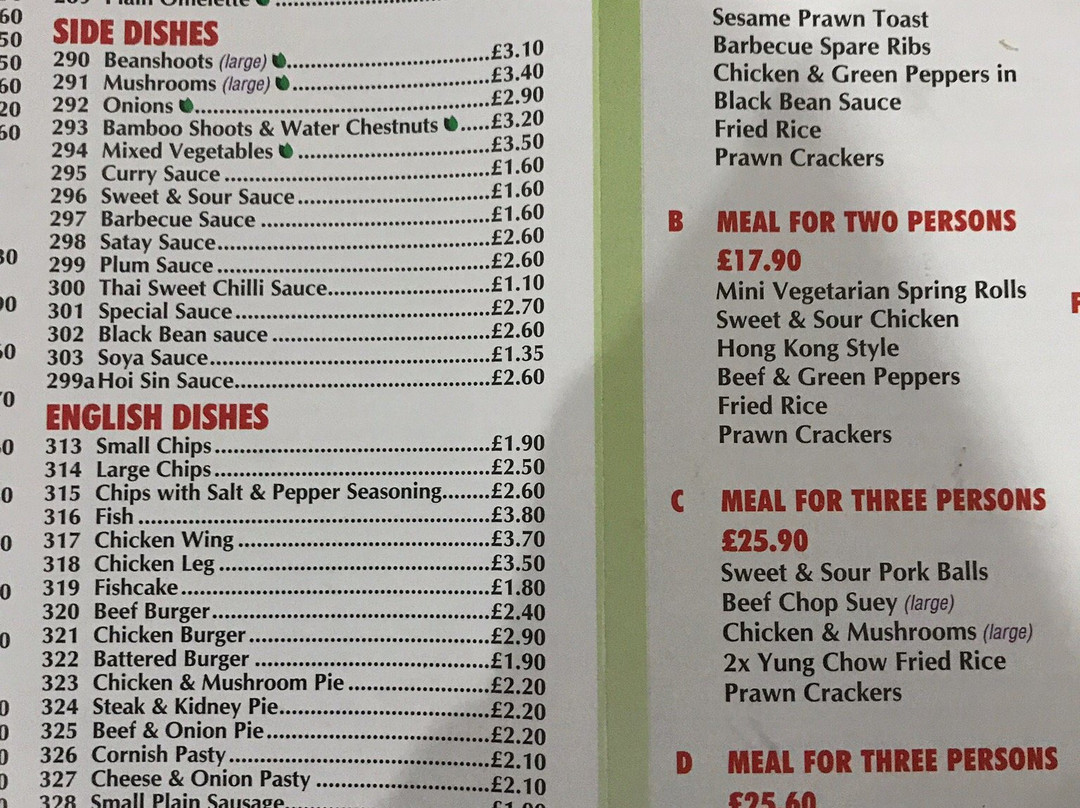 SIDE DISHES
290 Beanshoots (large) £3.10
291 Mushrooms (large) £3.40
292 Onions £2.90
293 Bamboo Shoots & Water Chestnuts £3.20
294 Mixed Vegetables £3.50
295 Curry Sauce £1.60
296 Sweet & Sour Sauce £1.60
297 Barbecue Sauce £1.60
298 Satay Sauce £2.60
299 Plum Sauce £2.60
300 Thai Sweet Chilli Sauce £1.10
301 Special Sauce £2.70
302 Black Bean sauce £2.60
303 Soya Sauce £1.35
299a Hoi Sin Sauce £2.60
ENGLISH DISHES
313 Small Chips £1.90
314 Large Chips £2.50
315 Chips with Salt & Pepper Seasoning £2.60
316 Fish £3.80
317 Chicken Wing £3.70
318 Chicken Leg £3.50
319 Fishcake £1.80
320 Beef Burger £2.40
321 Chicken Burger £2.90
322 Battered Burger £1.90
323 Chicken & Mushroom Pie £2.20
324 Steak & Kidney Pie £2.20
325 Beef & Onion Pie £2.20
326 Cornish Pasty £2.10
327 Cheese & Onion Pasty £2.10
328 Small Plain Sausage
Sesame Prawn Toast
Barbecue Spare Ribs
Chicken & Green Peppers in
Black Bean Sauce
Fried Rice
Prawn Crackers
B MEAL FOR TWO PERSONS
£17.90
Mini Vegetarian Spring Rolls
Sweet & Sour Chicken
Hong Kong Style
Beef & Green Peppers
Fried Rice
Prawn Crackers
C MEAL FOR THREE PERSONS
£25.90
Sweet & Sour Pork Balls
Beef Chop Suey (large)
Chicken & Mushrooms (large)
2x Yung Chow Fried Rice
Prawn Crackers
D MEAL FOR THREE PERSONS
£25.60